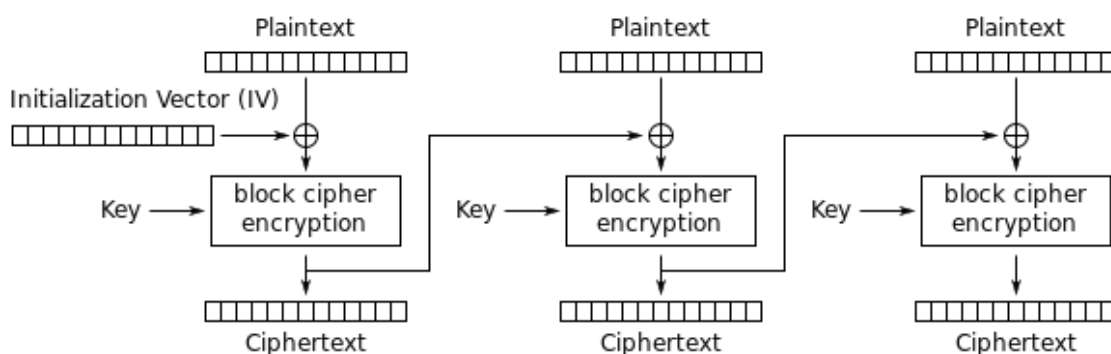 Plaintext
Plaintext
Plaintext
Initialization Vector (IV)
Key
block cipher
encryption
Key
block cipher
encryption
Key
block cipher
encryption
Ciphertext
Ciphertext
Ciphertext